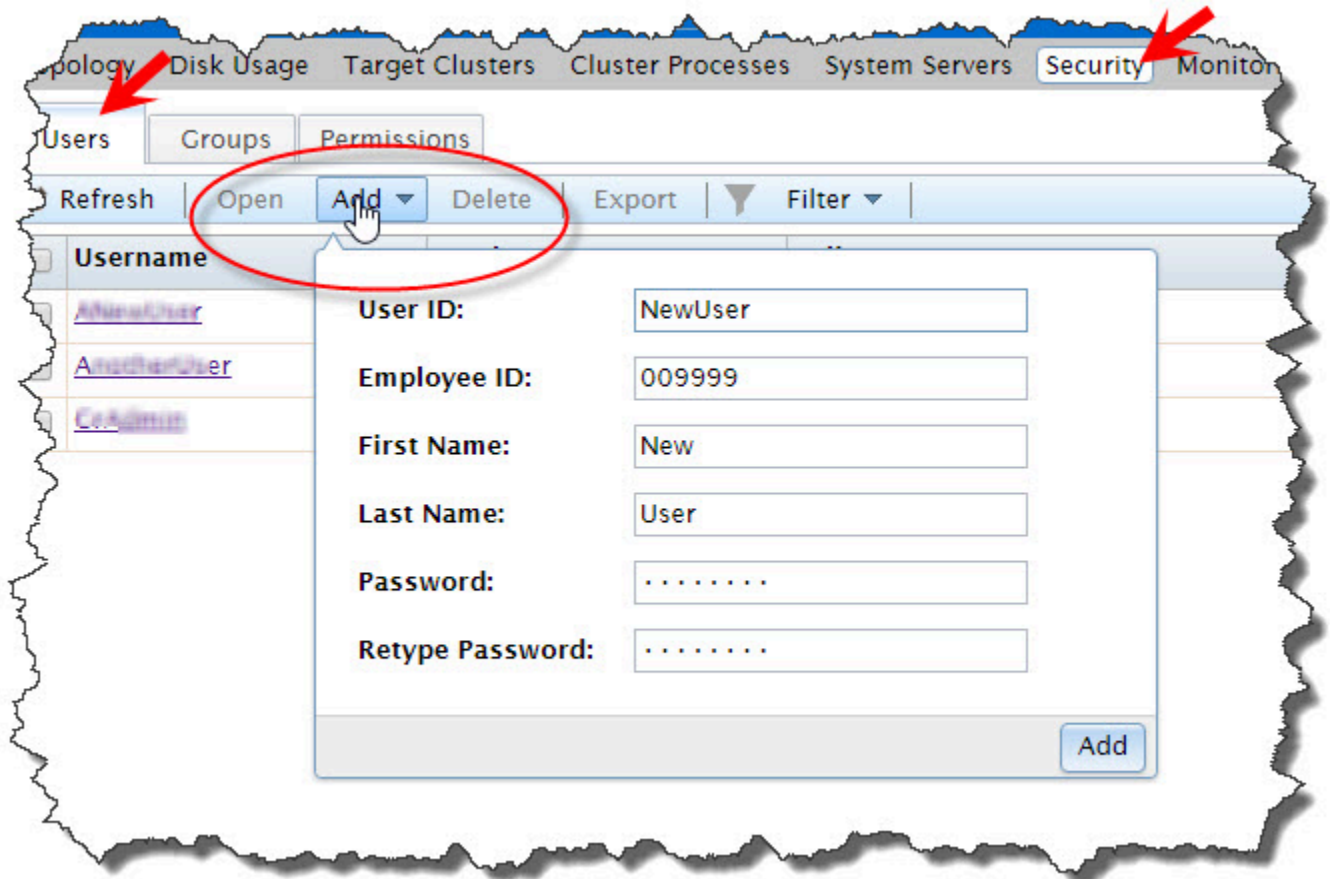 Disk Usage Target Clusters Cluster Processes System Servers Security
Users Groups Permissions
Refresh Open Add Delete Export Filter
Username
User ID: NewUser
Employee ID: 009999
First Name: New
Last Name: User
Password: ········
Retype Password: ········
Add